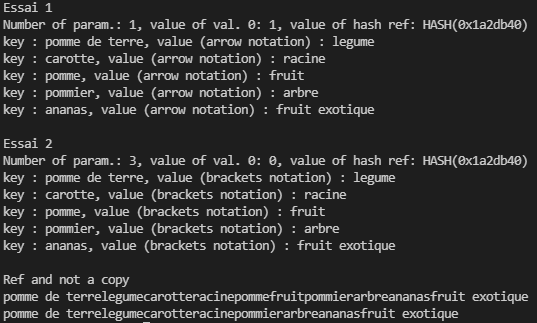 Essai 1
Number of param.: 1, value of val. 0: 1, value of hash ref: HASH(0x1a2db40)
key : pomme de terre, value (arrow notation) : legume
key : carotte, value (arrow notation) : racine
key : pomme, value (arrow notation) : fruit
key : pommier, value (arrow notation) : arbre
key : ananas, value (arrow notation) : fruit exotique

Essai 2
Number of param.: 3, value of val. 0: 0, value of hash ref: HASH(0x1a2db40)
key : pomme de terre, value (brackets notation) : legume
key : carotte, value (brackets notation) : racine
key : pomme, value (brackets notation) : fruit
key : pommier, value (brackets notation) : arbre
key : ananas, value (brackets notation) : fruit exotique

Ref and not a copy
pomme de terrelegumecarotteracinepommefruitpommierarbreananasfruit exotique
pomme de terrelegumecarotteracinepommierarbreananasfruit exotique